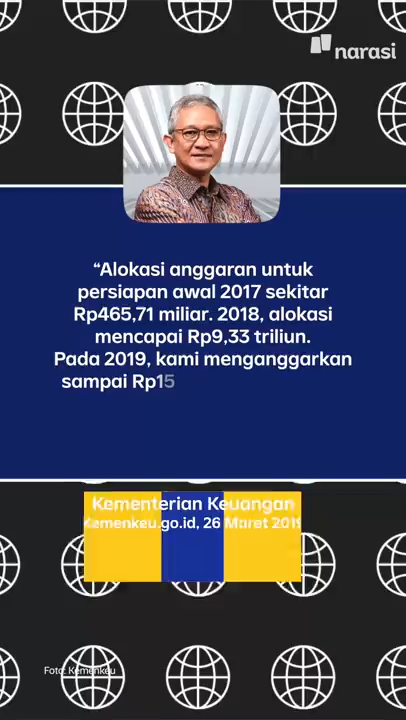 narasi
“Alokasi anggaran untuk
persiapan awal 2017 sekitar
Rp465,71 miliar. 2018, alokasi
mencapai Rp9,33 triliun.
Pada 2019, kami menganggarkan
sampai Rp15
Kementerian Keuangan
Kemenkeu.go.id, 26 Maret 2019
Foto: Kemenkeu